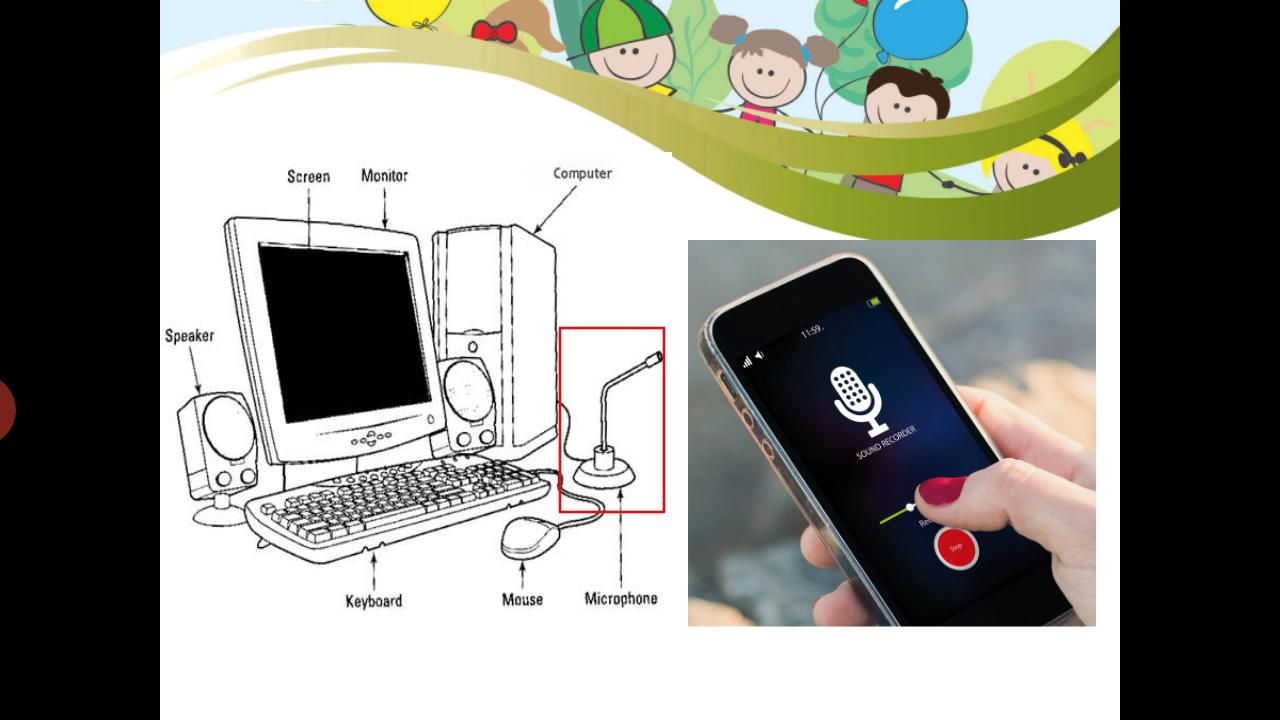 Screen
Monitor
Computer
Speaker
Keyboard
Mouse
Microphone
11:59
SOUND RECORDER
Stop